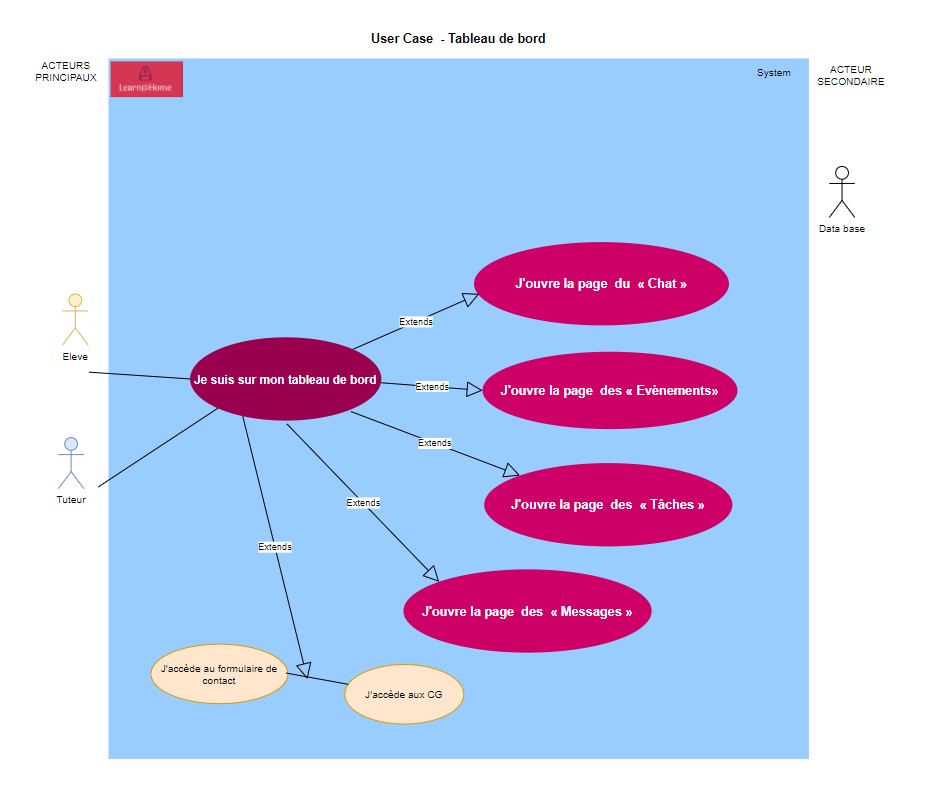 User Case  - Tableau de bord
ACTEURS
PRINCIPAUX
Learn@Home
System
ACTEUR
SECONDAIRE
Data base
J'ouvre la page  du  « Chat »
Extends
Eleve
Je suis sur mon tableau de bord
Extends
J'ouvre la page  des « Evènements»
Extends
Tuteur
J'ouvre la page  des  « Tâches »
Extends
Extends
J'ouvre la page  des  « Messages »
J'accède au formulaire de
contact
J'accède aux CG